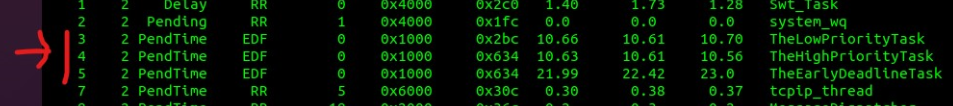 1 2 Delay RR 0 0x4000 0x2c0 1.40 1.73 1.28 Swt_Task
2 2 Pending RR 1 0x4000 0x1fc 0.0 0.0 0.0 system_wq
3 2 PendTime EDF 0 0x1000 0x2bc 10.66 10.61 10.70 TheLowPriorityTask
4 2 PendTime EDF 0 0x1000 0x634 10.63 10.61 10.56 TheHighPriorityTask
5 2 PendTime EDF 0 0x1000 0x634 21.99 22.42 23.0 TheEarlyDeadlineTask
7 2 PendTime RR 5 0x6000 0x30c 0.30 0.38 0.37 tcpip_thread